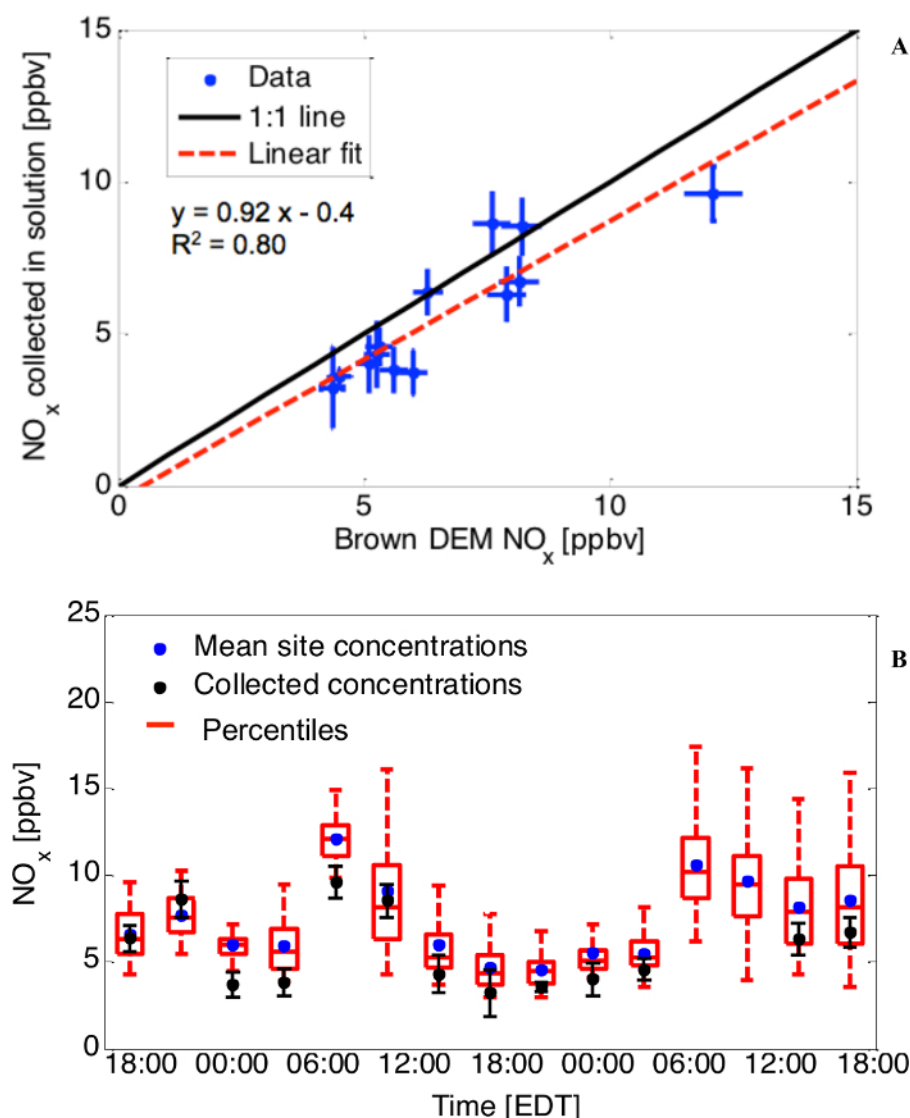 A
15
10
5
0
NOx collected in solution [ppbv]
Data
1:1 line
Linear fit
y = 0.92 x - 0.4
R² = 0.80
0 5 10 15
Brown DEM NOx [ppbv]
B
25
20
15
10
5
0
NOx [ppbv]
Mean site concentrations
Collected concentrations
Percentiles
18:00 00:00 06:00 12:00 18:00 00:00 06:00 12:00 18:00
Time [EDT]